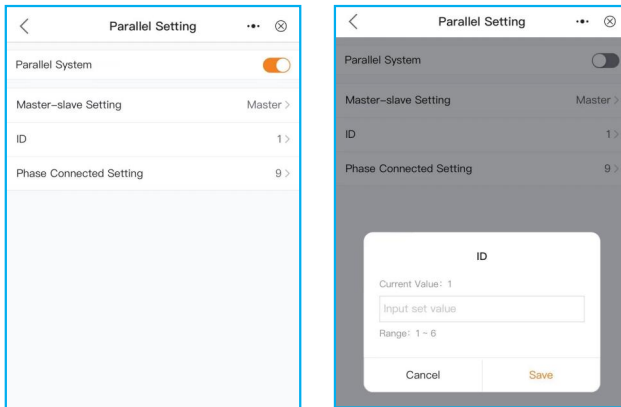 Parallel Setting
Parallel System
Master-slave Setting Master >
ID 1 >
Phase Connected Setting 9 >
Parallel Setting
Parallel System
Master-slave Setting Master >
ID 1 >
Phase Connected Setting 9 >
ID
Current Value: 1
Input set value
Range: 1 ~ 6
Cancel Save